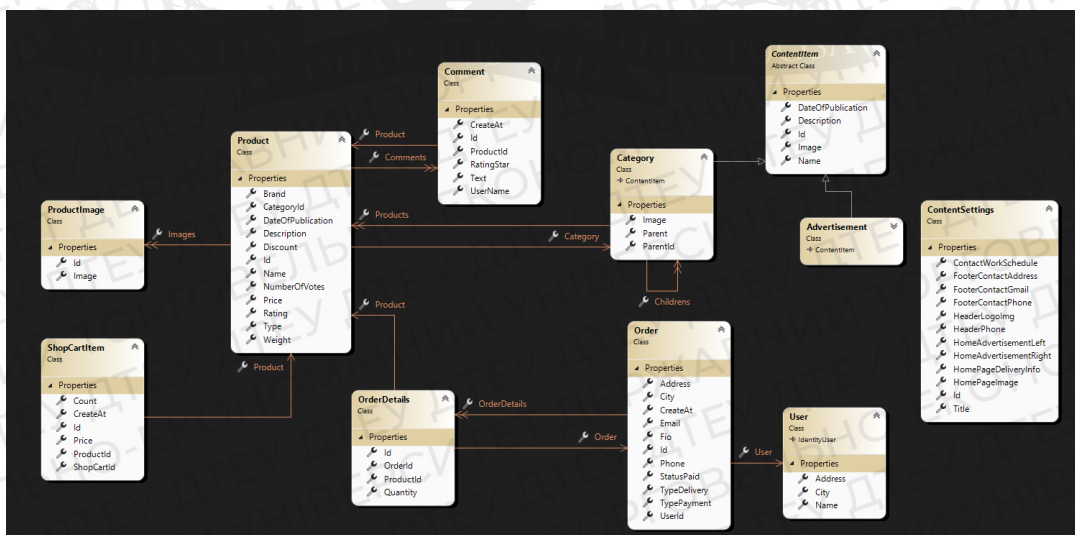 ContentItem
Abstract Class
Properties
DateOfPublication
Description
Id
Image
Name
Comment
Class
Properties
CreateAt
Id
ProductId
RatingStar
Text
UserName
Product
Comments
Product
Class
Properties
Brand
CategoryId
DateOfPublication
Description
Discount
Id
Name
NumberOfVotes
Price
Rating
Type
Weight
Category
Class
ContentItem
Properties
Image
Parent
ParentId
Products
Category
Childrens
ProductImage
Class
Properties
Id
Image
Images
Advertisement
Class
ContentItem
ContentSettings
Class
Properties
ContactWorkSchedule
FooterContactAddress
FooterContactGmail
FooterContactPhone
HeaderLogoImg
HeaderPhone
HomeAdvertisementLeft
HomeAdvertisementRight
HomePageDeliveryInfo
HomePageImage
Id
Title
ShopCartItem
Class
Properties
Count
CreateAt
Id
Price
ProductId
ShopCartId
Product
Product
OrderDetails
Class
Properties
Id
OrderId
ProductId
Quantity
OrderDetails
Order
Order
Class
Properties
Address
City
CreateAt
Email
Fio
Id
Phone
StatusPaid
TypeDelivery
TypePayment
UserId
User
User
Class
IdentityUser
Properties
Address
City
Name